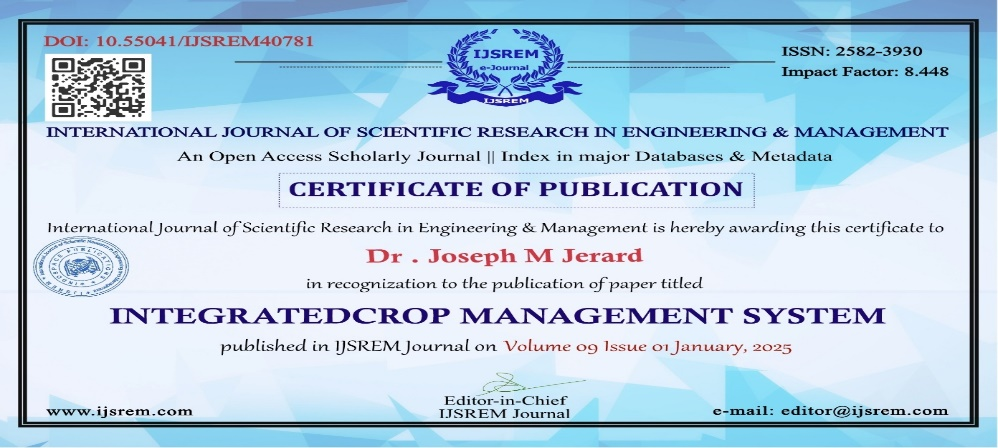 DOI: 10.55041/IJSREM40781
IJSREM
e-Journal
IJSREM
ISSN: 2582-3930
Impact Factor: 8.448
INTERNATIONAL JOURNAL OF SCIENTIFIC RESEARCH IN ENGINEERING & MANAGEMENT
An Open Access Scholarly Journal || Index in major Databases & Metadata
CERTIFICATE OF PUBLICATION
International Journal of Scientific Research in Engineering & Management is hereby awarding this certificate to
Dr . Joseph M Jerard
in recognization to the publication of paper titled
INTEGRATEDCROP MANAGEMENT SYSTEM
published in IJSREM Journal on Volume 09 Issue 01 January, 2025
Editor-in-Chief
IJSREM Journal
www.ijsrem.com
e-mail: editor@ijsrem.com